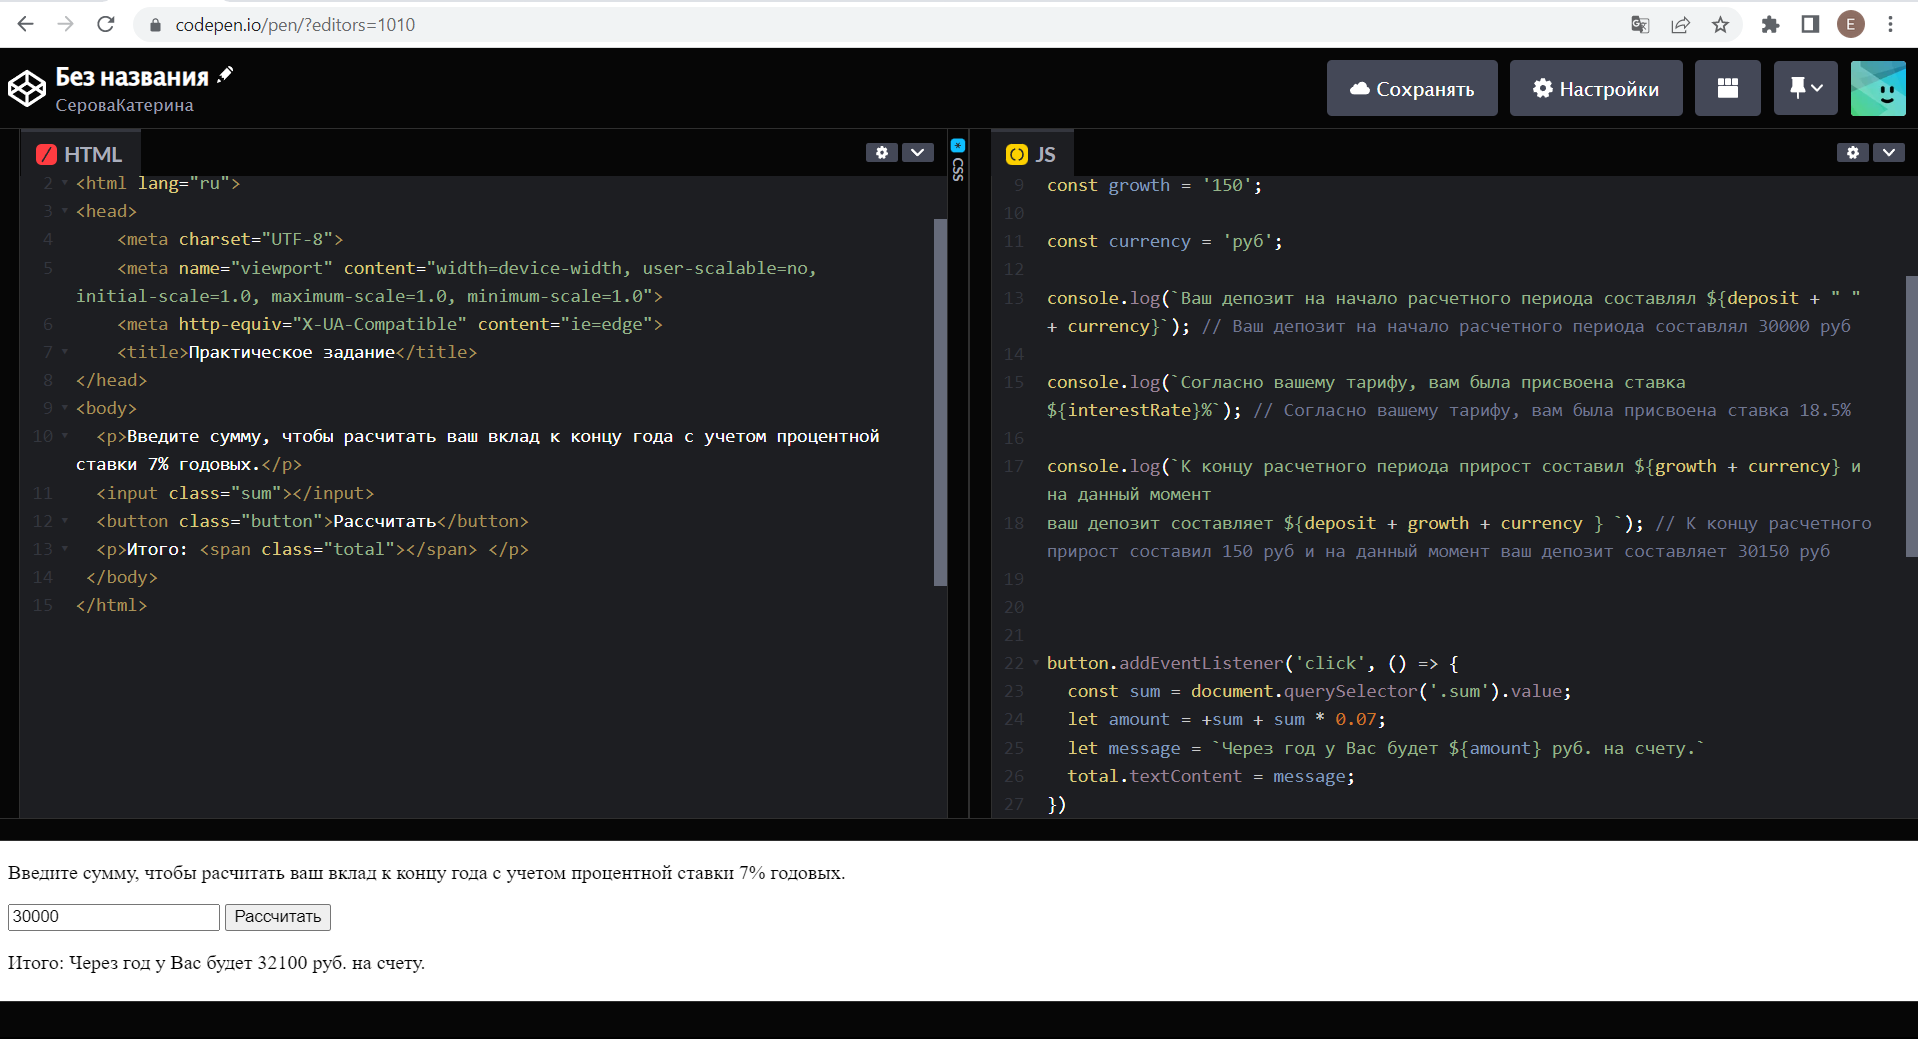 codepen.io/pen/?editors=1010
E
Без названия
СероваКатерина
Сохранять
Настройки
HTML
2 <html lang="ru">
3 <head>
4 <meta charset="UTF-8">
5 <meta name="viewport" content="width=device-width, user-scalable=no,
initial-scale=1.0, maximum-scale=1.0, minimum-scale=1.0">
6 <meta http-equiv="X-UA-Compatible" content="ie=edge">
7 <title>Практическое задание</title>
8 </head>
9 <body>
10 <p>Введите сумму, чтобы расчитать ваш вклад к концу года с учетом процентной
ставки 7% годовых.</p>
11 <input class="sum"></input>
12 <button class="button">Рассчитать</button>
13 <p>Итого: <span class="total"></span> </p>
14 </body>
15 </html>
CSS
JS
9 const growth = '150';
10
11 const currency = 'руб';
12
13 console.log(`Ваш депозит на начало расчетного периода составлял ${deposit + " "
+ currency}`); // Ваш депозит на начало расчетного периода составлял 30000 руб
14
15 console.log(`Согласно вашему тарифу, вам была присвоена ставка
${interestRate}%`); // Согласно вашему тарифу, вам была присвоена ставка 18.5%
16
17 console.log(`К концу расчетного периода прирост составил ${growth + currency} и
на данный момент
18 ваш депозит составляет ${deposit + growth + currency } `); // К концу расчетного
прирост составил 150 руб и на данный момент ваш депозит составляет 30150 руб
19
20
21
22 button.addEventListener('click', () => {
23 const sum = document.querySelector('.sum').value;
24 let amount = +sum + sum * 0.07;
25 let message = `Через год у Вас будет ${amount} руб. на счету.`
26 total.textContent = message;
27 })
Введите сумму, чтобы расчитать ваш вклад к концу года с учетом процентной ставки 7% годовых.
30000 Рассчитать
Итого: Через год у Вас будет 32100 руб. на счету.